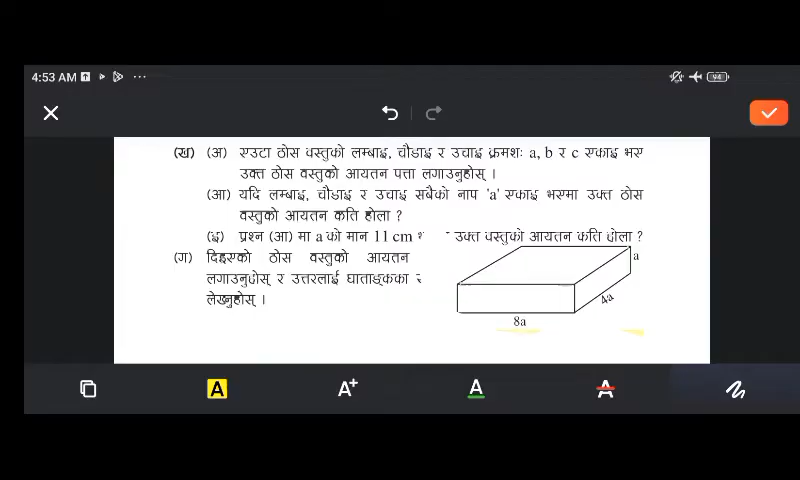 4:53 AM
44
(ख) (अ) एउटा ठोस वस्तुको लम्बाइ, चौडाइ र उचाइ क्रमशः a, b र c एकाइ भए
उक्त ठोस वस्तुको आयतन पत्ता लगाउनुहोस् ।
(आ) यदि लम्बाइ, चौडाइ र उचाइ सबैको नाप 'a' एकाइ भएमा उक्त ठोस
वस्तुको आयतन कति होला ?
(इ) प्रश्न (आ) मा a को मान 11 cm उक्त वस्तुको आयतन कति होला ?
(ग) दिइएको ठोस वस्तुको आयतन
लगाउनुहोस् र उत्तरलाई घाताङ्कका
लेख्नुहोस् ।
a
4a
8a
A A+ A A